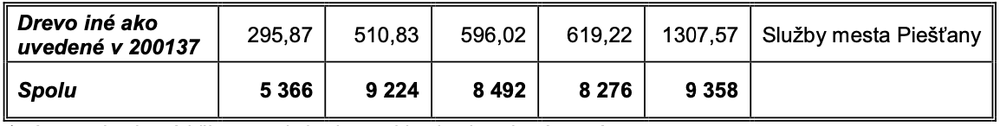 Drevo iné ako
uvedené v 200137 295,87 510,83 596,02 619,22 1307,57 Služby mesta Piešťany
Spolu 5 366 9 224 8 492 8 276 9 358